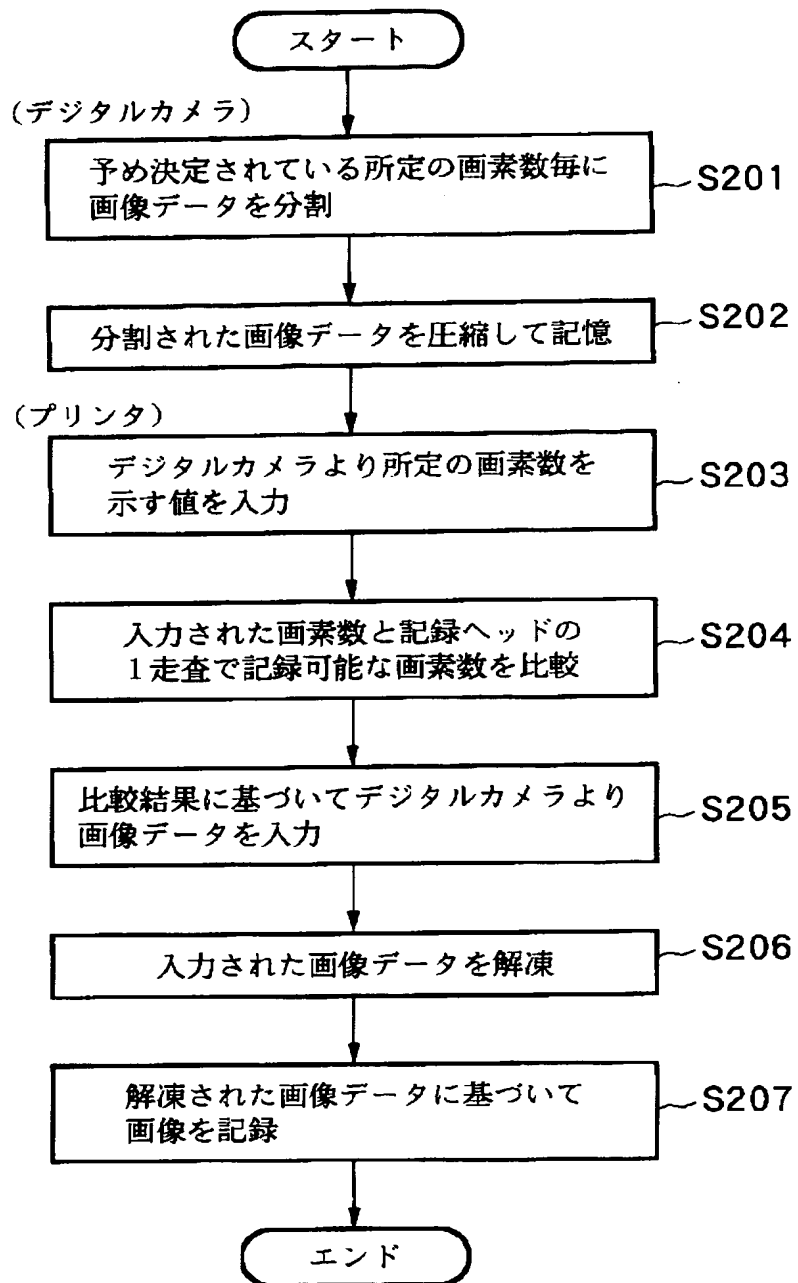 スタート
(デジタルカメラ)
予め決定されている所定の画素数毎に
画像データを分割
S201
分割された画像データを圧縮して記憶
S202
(プリンタ)
デジタルカメラより所定の画素数を
示す値を入力
S203
入力された画素数と記録ヘッドの
1走査で記録可能な画素数を比較
S204
比較結果に基づいてデジタルカメラより
画像データを入力
S205
入力された画像データを解凍
S206
解凍された画像データに基づいて
画像を記録
S207
エンド